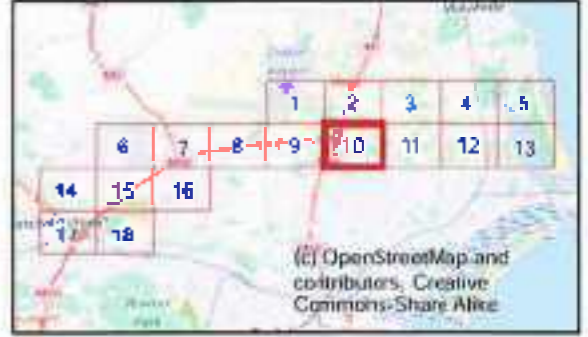 1 2 3 4 5
6 7 8 9 10 11 12 13
14 15 16
17 18
(c) OpenStreetMap and
contributors, Creative
Commons-Share Alike